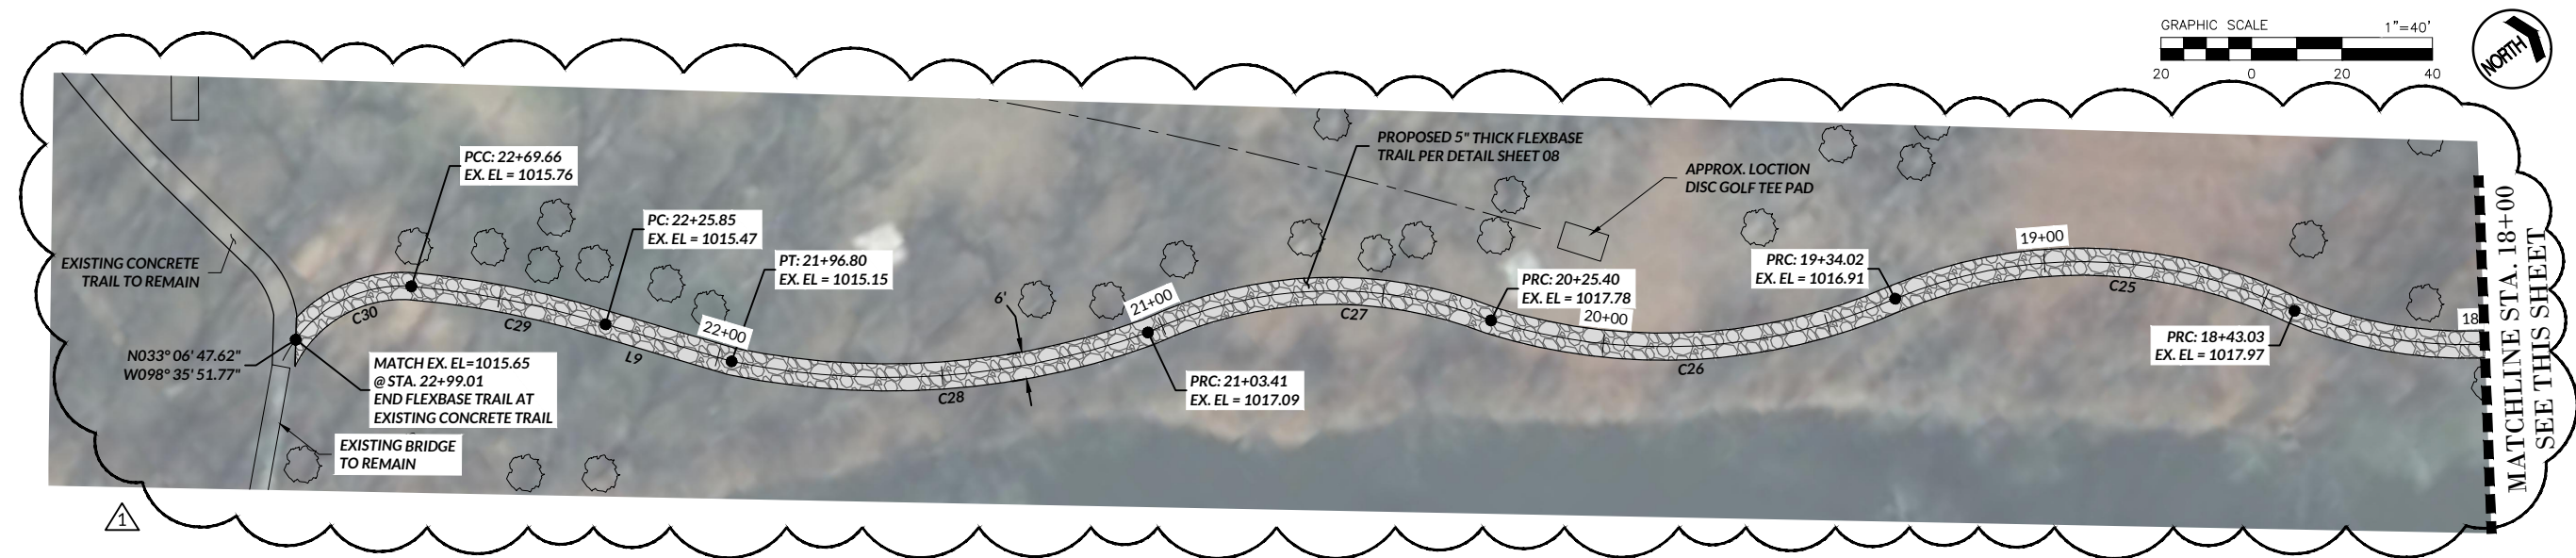 GRAPHIC SCALE 1"=40'
20 0 20 40
NORTH
PROPOSED 5" THICK FLEXBASE
TRAIL PER DETAIL SHEET 08
APPROX. LOCTION
DISC GOLF TEE PAD
PCC: 22+69.66
EX. EL = 1015.76
PC: 22+25.85
EX. EL = 1015.47
PT: 21+96.80
EX. EL = 1015.15
EXISTING CONCRETE
TRAIL TO REMAIN
PRC: 19+34.02
EX. EL = 1016.91
19+00
PRC: 20+25.40
EX. EL = 1017.78
20+00
21+00
22+00
6'
18
C30
C29
L9
C28
C27
C26
C25
N033° 06' 47.62"
W098° 35' 51.77"
MATCH EX. EL=1015.65
@STA. 22+99.01
END FLEXBASE TRAIL AT
EXISTING CONCRETE TRAIL
EXISTING BRIDGE
TO REMAIN
PRC: 21+03.41
EX. EL = 1017.09
PRC: 18+43.03
EX. EL = 1017.97
MATCHLINE STA. 18+00
SEE THIS SHEET
1